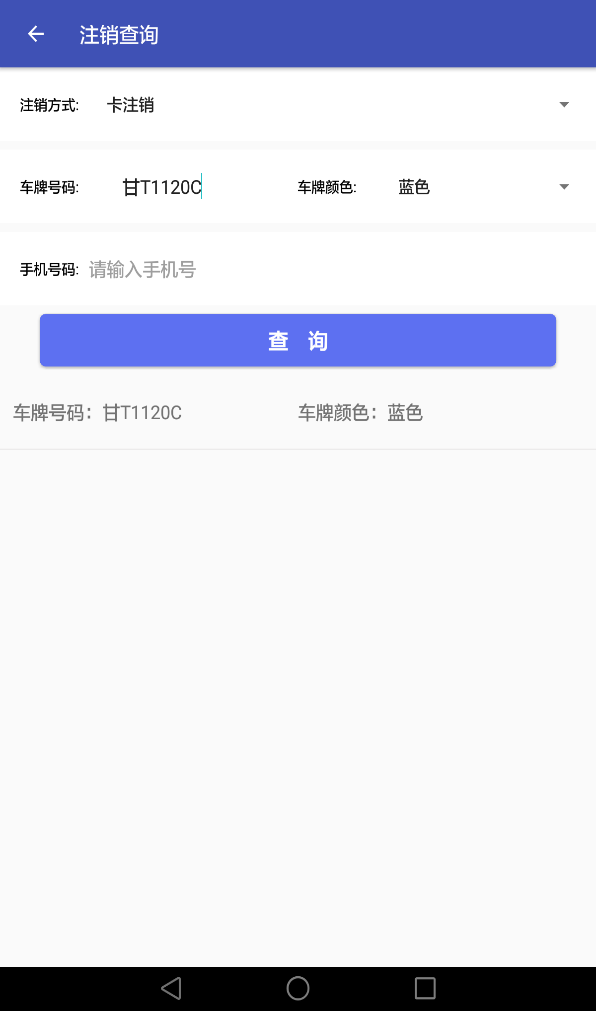 注销查询
注销方式: 卡注销
车牌号码: 甘T1120C 车牌颜色: 蓝色
手机号码: 请输入手机号
查 询
车牌号码：甘T1120C 车牌颜色：蓝色